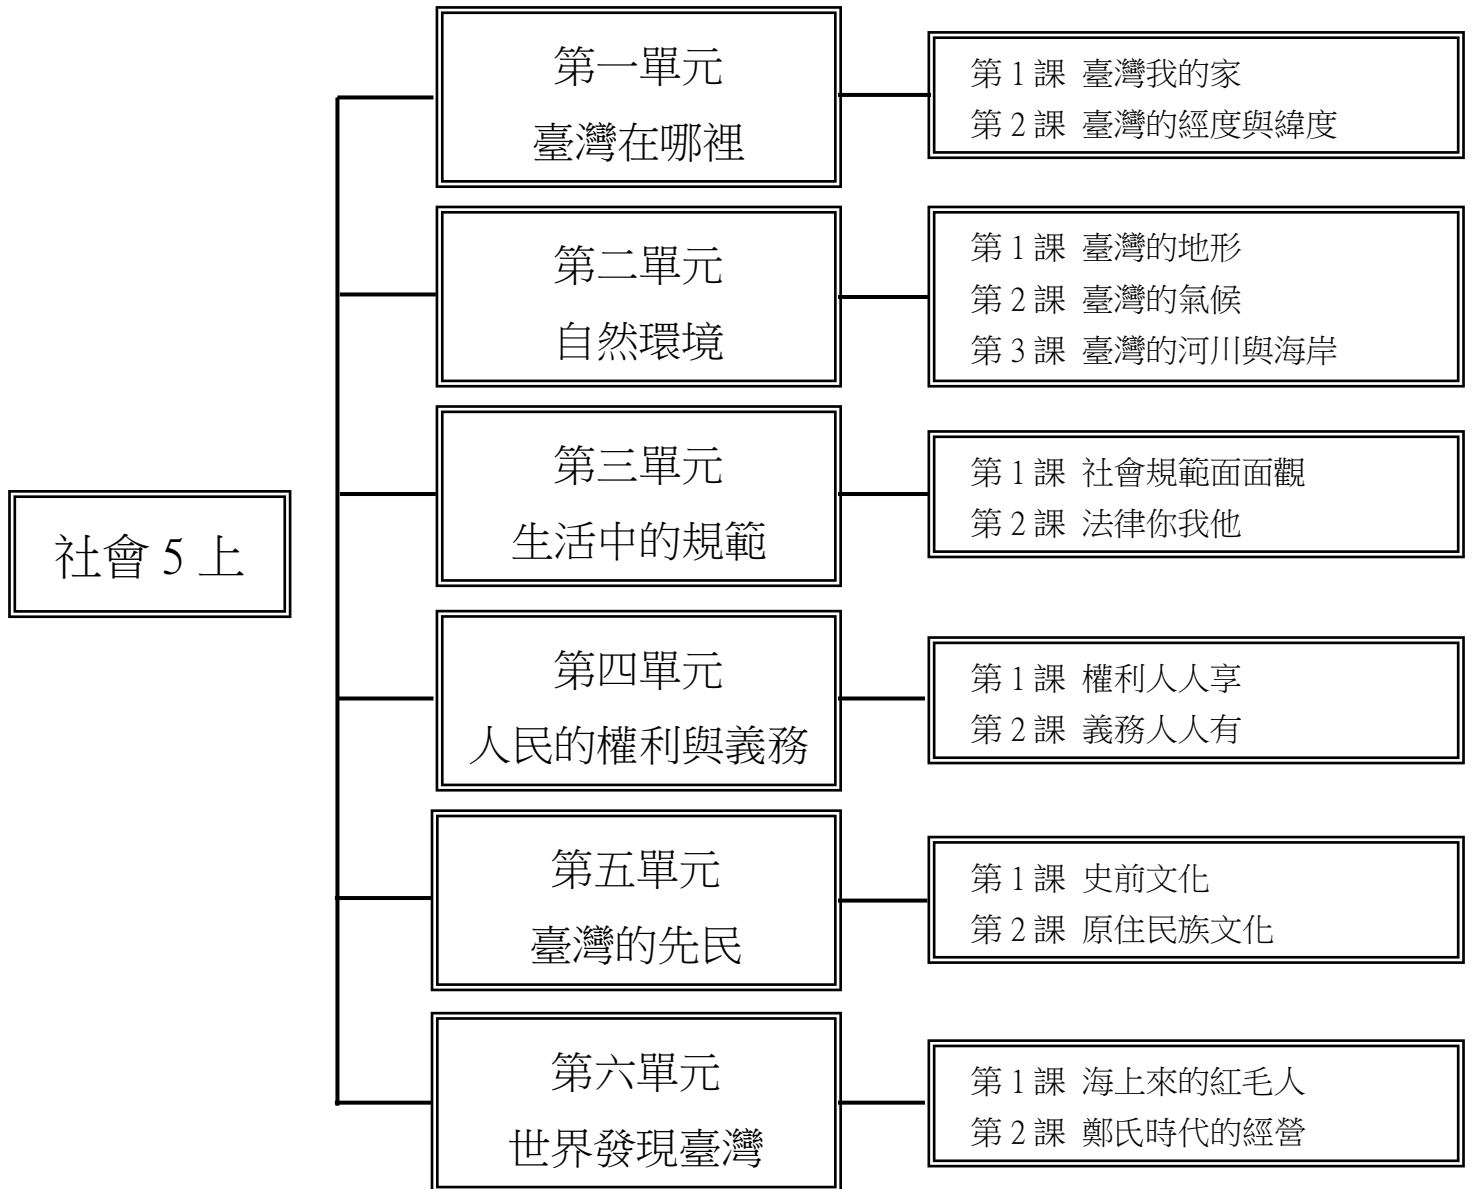 社會 5 上
第一單元
臺灣在哪裡
第 1 課 臺灣我的家
第 2 課 臺灣的經度與緯度
第二單元
自然環境
第 1 課 臺灣的地形
第 2 課 臺灣的氣候
第 3 課 臺灣的河川與海岸
第三單元
生活中的規範
第 1 課 社會規範面面觀
第 2 課 法律你我他
第四單元
人民的權利與義務
第 1 課 權利人人享
第 2 課 義務人人有
第五單元
臺灣的先民
第 1 課 史前文化
第 2 課 原住民族文化
第六單元
世界發現臺灣
第 1 課 海上來的紅毛人
第 2 課 鄭氏時代的經營